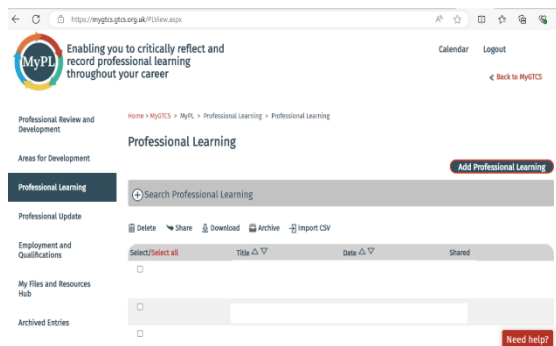 https://mygtcs.gtcs.org.uk/PLView.aspx
MyPL
Enabling you to critically reflect and
record professional learning
throughout your career
Calendar Logout
< Back to MyGTCS
Professional Review and
Development
Areas for Development
Professional Learning
Professional Update
Employment and
Qualifications
My Files and Resources
Hub
Archived Entries
Home > MyGTCS > MyPL > Professional Learning > Professional Learning
Professional Learning
Add Professional Learning
Search Professional Learning
Delete Share Download Archive Import CSV
Select/Select all Title Date Shared
Need help?